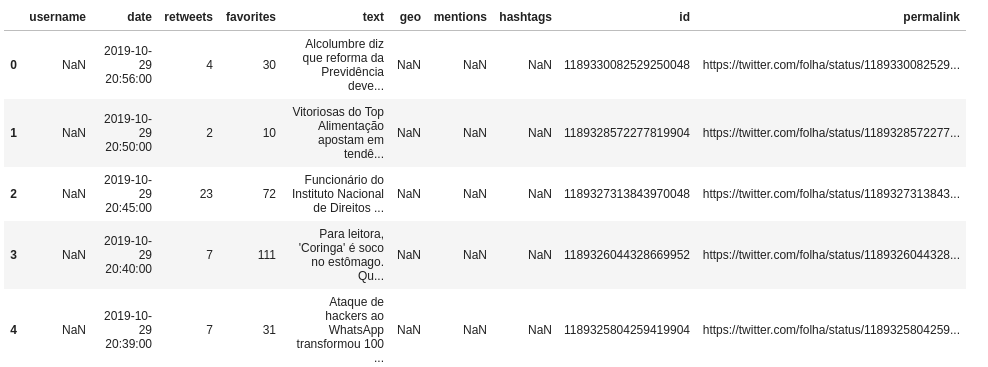 username date retweets favorites text geo mentions hashtags id permalink
0 NaN 2019-10-29 20:56:00 4 30 Alcolumbre diz que reforma da Previdência deve... NaN NaN NaN 1189330082529250048 https://twitter.com/folha/status/1189330082529...
1 NaN 2019-10-29 20:50:00 2 10 Vitoriosas do Top Alimentação apostam em tendê... NaN NaN NaN 1189328572277819904 https://twitter.com/folha/status/1189328572277...
2 NaN 2019-10-29 20:45:00 23 72 Funcionário do Instituto Nacional de Direitos ... NaN NaN NaN 1189327313843970048 https://twitter.com/folha/status/1189327313843...
3 NaN 2019-10-29 20:40:00 7 111 Para leitora, 'Coringa' é soco no estômago. Qu... NaN NaN NaN 1189326044328669952 https://twitter.com/folha/status/1189326044328...
4 NaN 2019-10-29 20:39:00 7 31 Ataque de hackers ao WhatsApp transformou 100 ... NaN NaN NaN 1189325804259419904 https://twitter.com/folha/status/1189325804259...